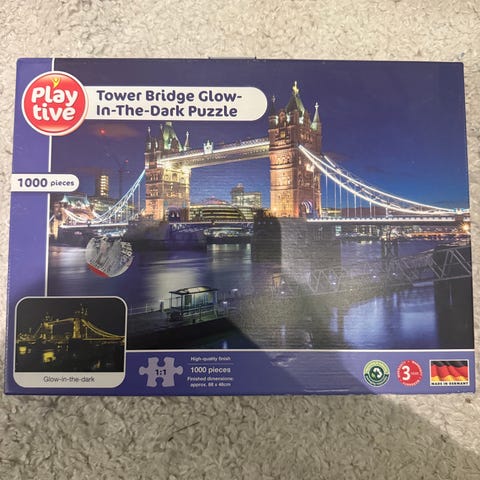 Play
tive
Tower Bridge Glow-
In-The-Dark Puzzle
1000 pieces
Glow-in-the-dark
1:1
High-quality finish
1000 pieces
Finished dimensions:
approx. 68 x 48cm
3
MADE IN GERMANY